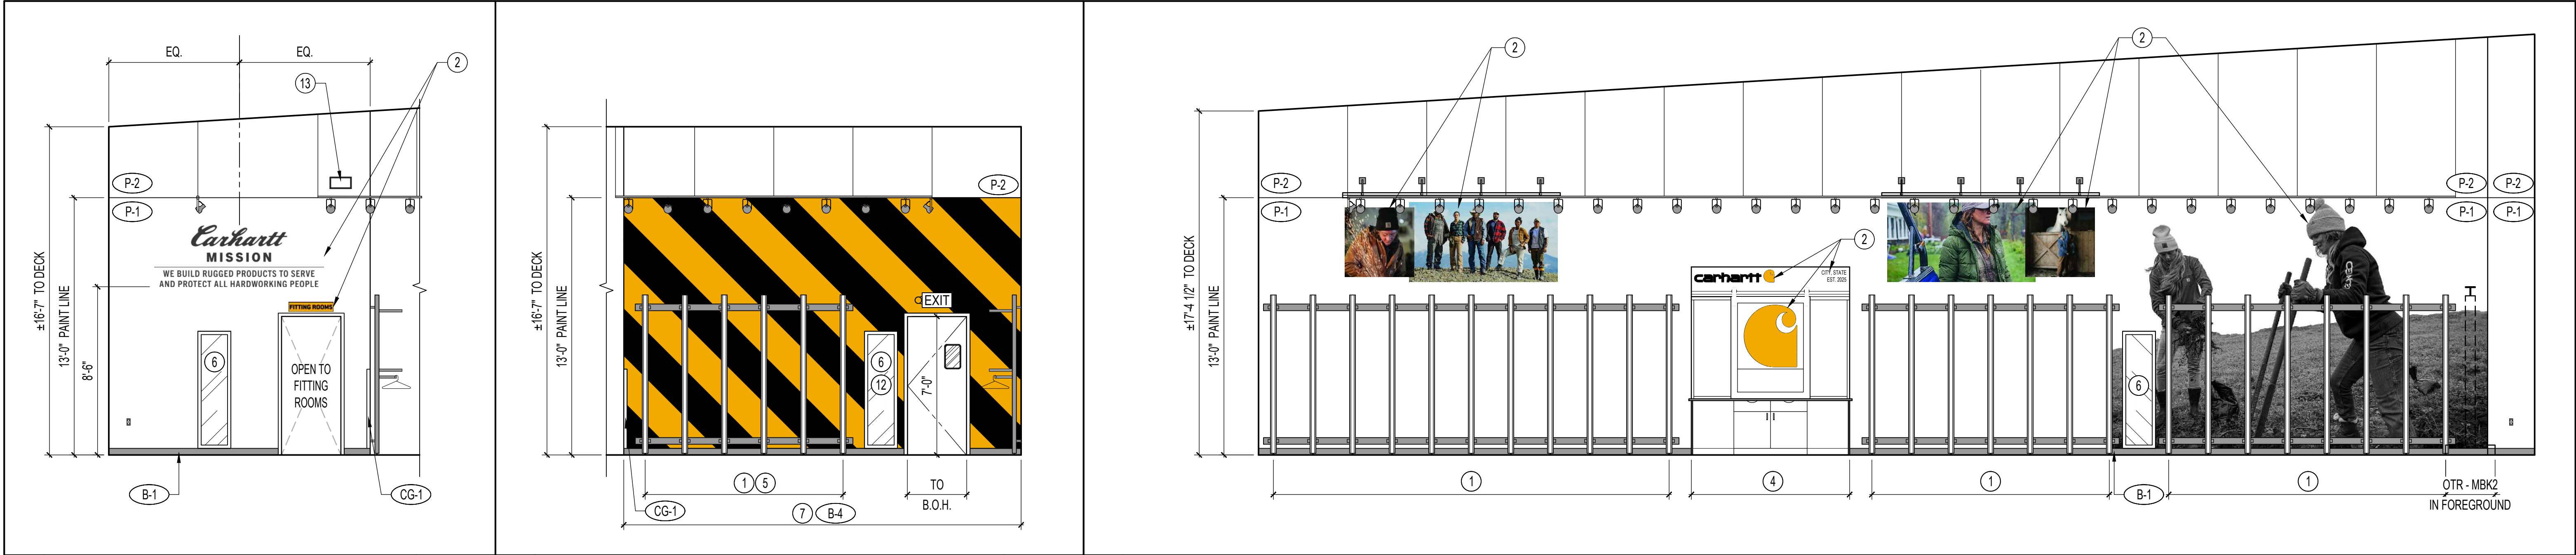 EQ.
EQ.
2
13
P-2
P-1
±16'-7" TO DECK
13'-0" PAINT LINE
8'-6"
Carhartt
MISSION
WE BUILD RUGGED PRODUCTS TO SERVE
AND PROTECT ALL HARDWORKING PEOPLE
FITTING ROOMS
6
OPEN TO
FITTING
ROOMS
B-1
CG-1
±16'-7" TO DECK
13'-0" PAINT LINE
P-2
EXIT
6
12
7'-0"
1 5
TO
B.O.H.
CG-1
7 B-4
2
2
±17'-4 1/2" TO DECK
13'-0" PAINT LINE
P-2
P-1
P-2 P-2
P-1 P-1
2
carhartt
CITY, STATE
EST. 2025
6
1
4
1
B-1
1
OTR - MBK2
IN FOREGROUND